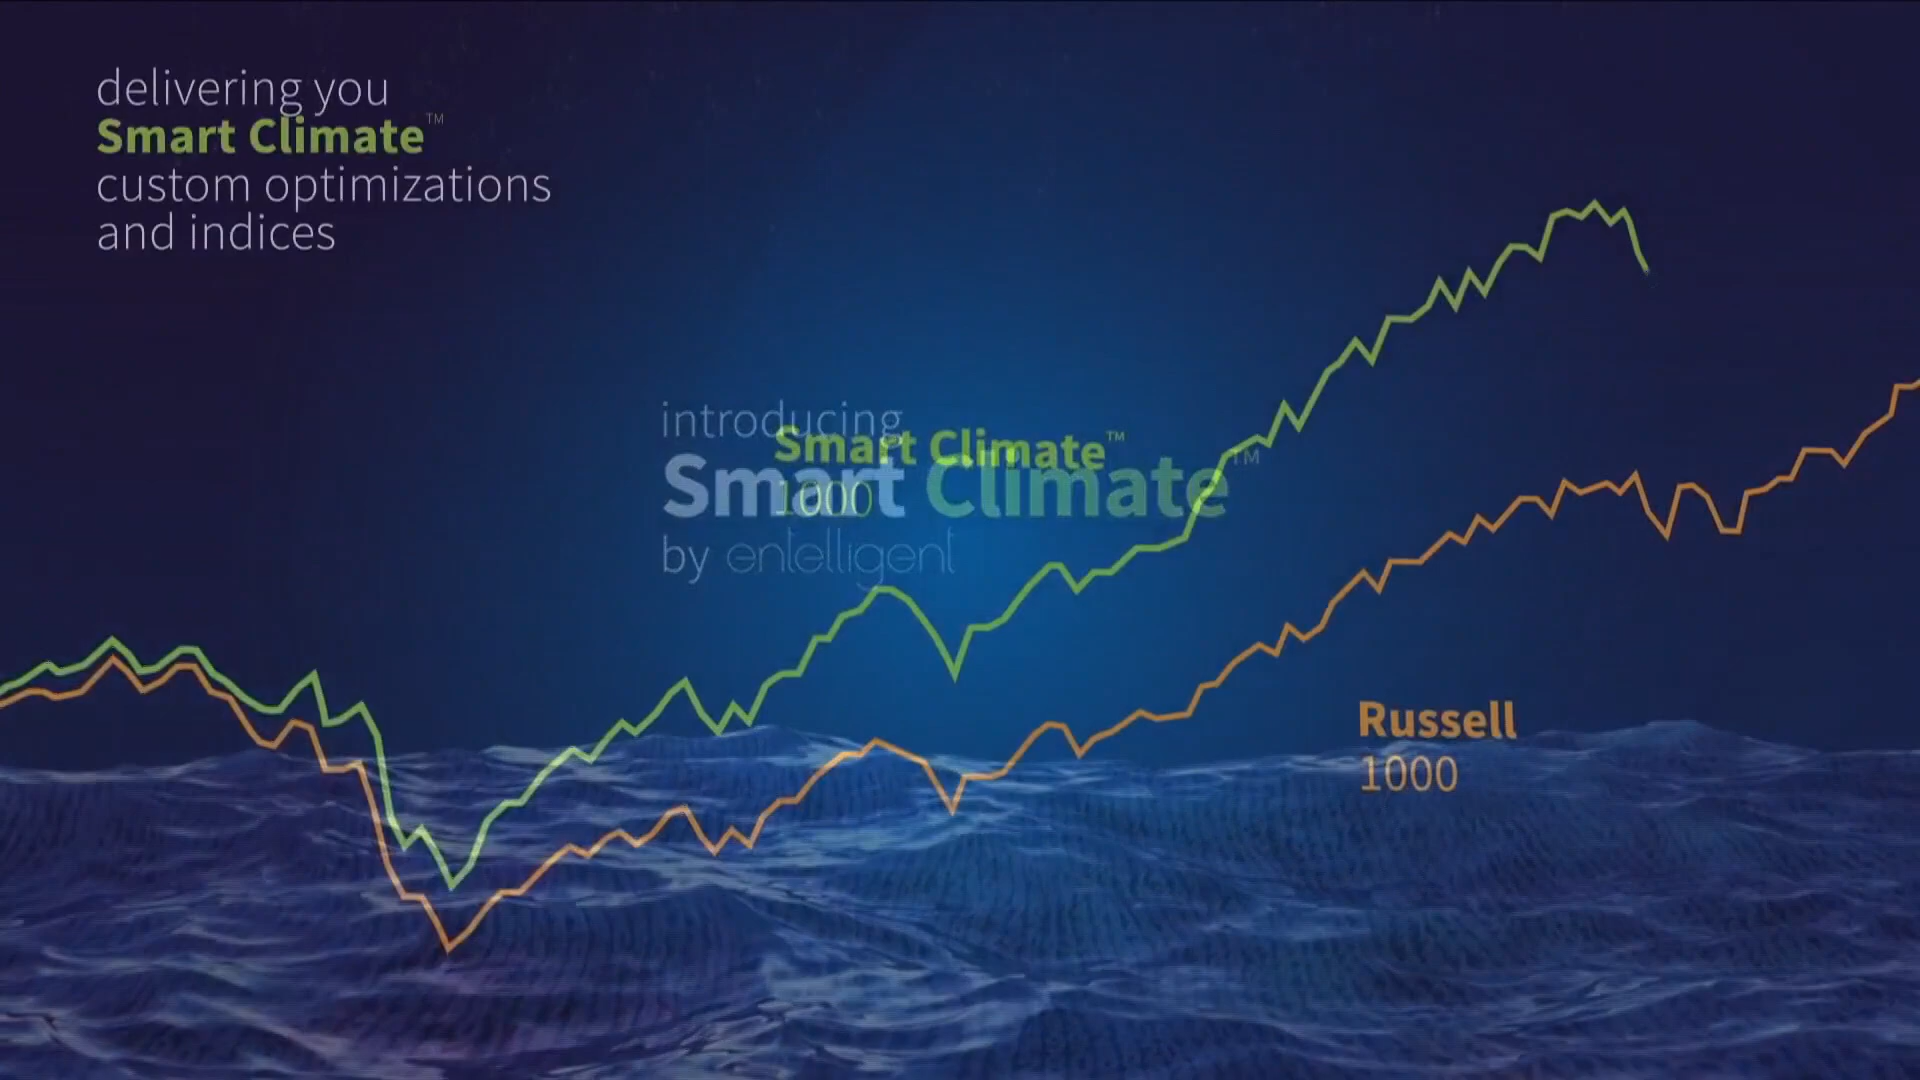 delivering you
Smart Climate™
custom optimizations
and indices
introducing
Smart Climate™
1000
Smart Climate™
by entelligent
Russell
1000